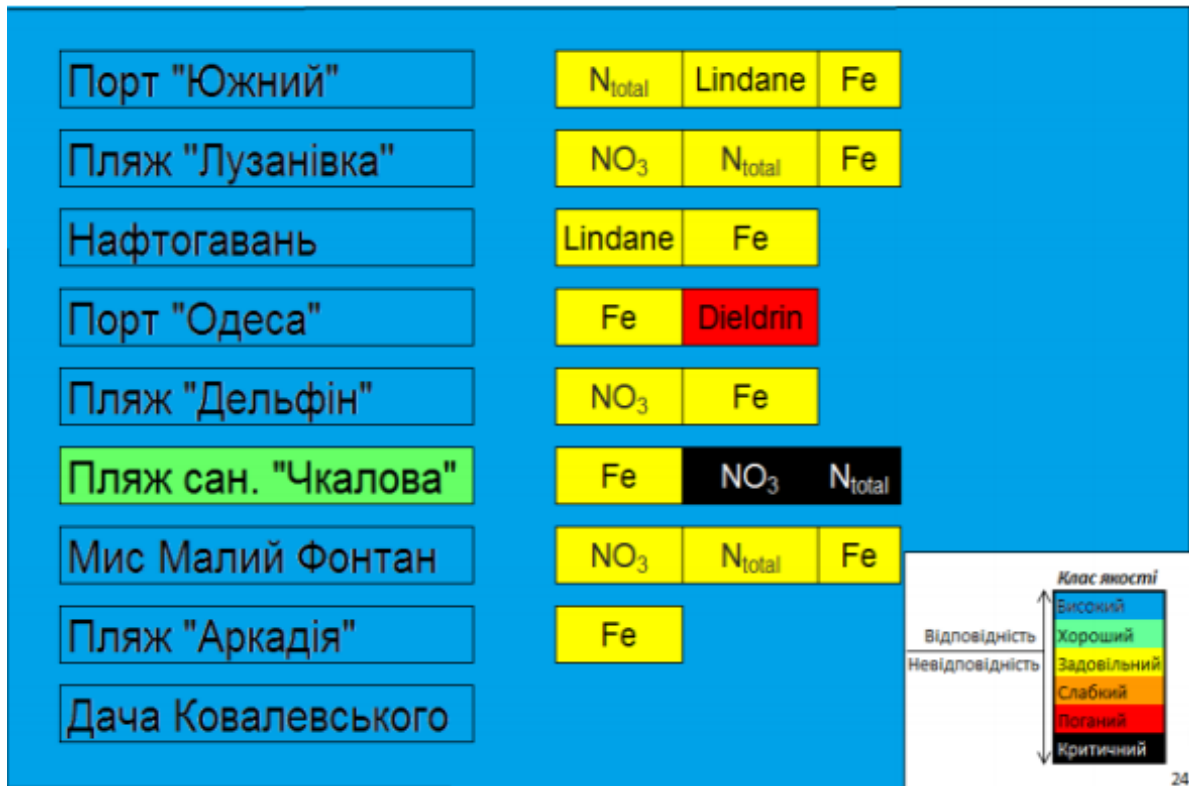 Порт "Южний" N_total Lindane Fe
Пляж "Лузанівка" NO₃ N_total Fe
Нафтогавань Lindane Fe
Порт "Одеса" Fe Dieldrin
Пляж "Дельфін" NO₃ Fe
Пляж сан. "Чкалова" Fe NO₃ N_total
Мис Малий Фонтан NO₃ N_total Fe
Пляж "Аркадія" Fe
Дача Ковалевського
Клас якості
Високий
Відповідність Хороший
Невідповідність Задовільний
Слабкий
Поганий
Критичний
24